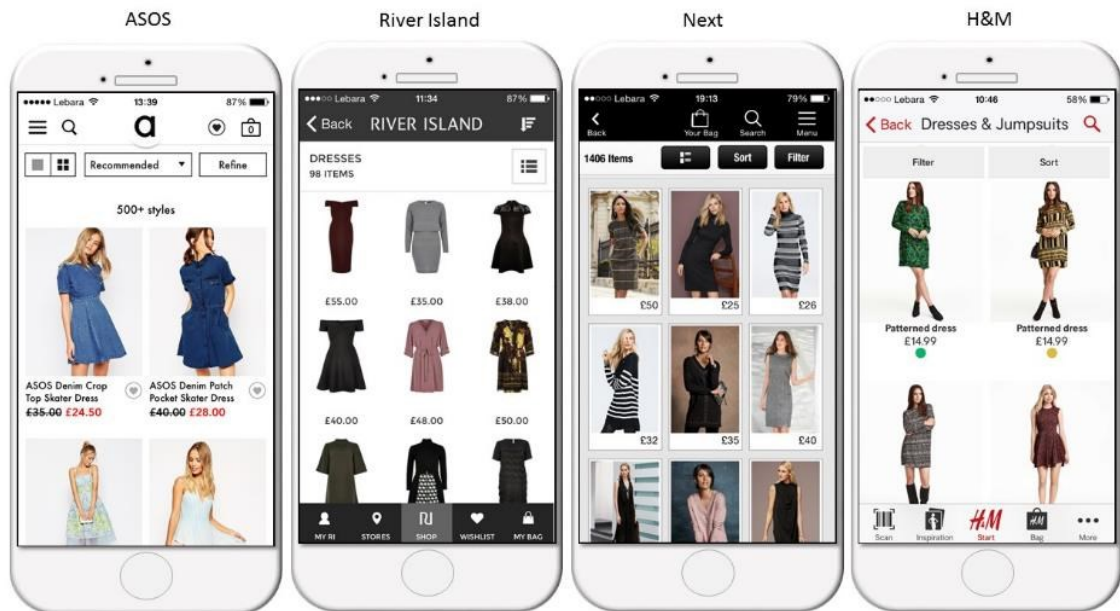 ASOS
River Island
Next
H&M
Lebara
13:39
87%
a
0
Recommended
Refine
500+ styles
ASOS Denim Crop
Top Skater Dress
£35.00 £24.50
ASOS Denim Patch
Pocket Skater Dress
£40.00 £28.00
Lebara
11:34
87%
Back
RIVER ISLAND
DRESSES
98 ITEMS
£55.00
£35.00
£38.00
£40.00
£48.00
£50.00
MY RI
STORES
SHOP
WISHLIST
MY BAG
Lebara
19:13
79%
Back
Your Bag
Search
Menu
1406 Items
Sort
Filter
£50
£25
£26
£32
£35
£40
Lebara
10:46
58%
Back
Dresses & Jumpsuits
Filter
Sort
Patterned dress
£14.99
Patterned dress
£14.99
Scan
Inspiration
H&M
Start
H&M
Bag
More